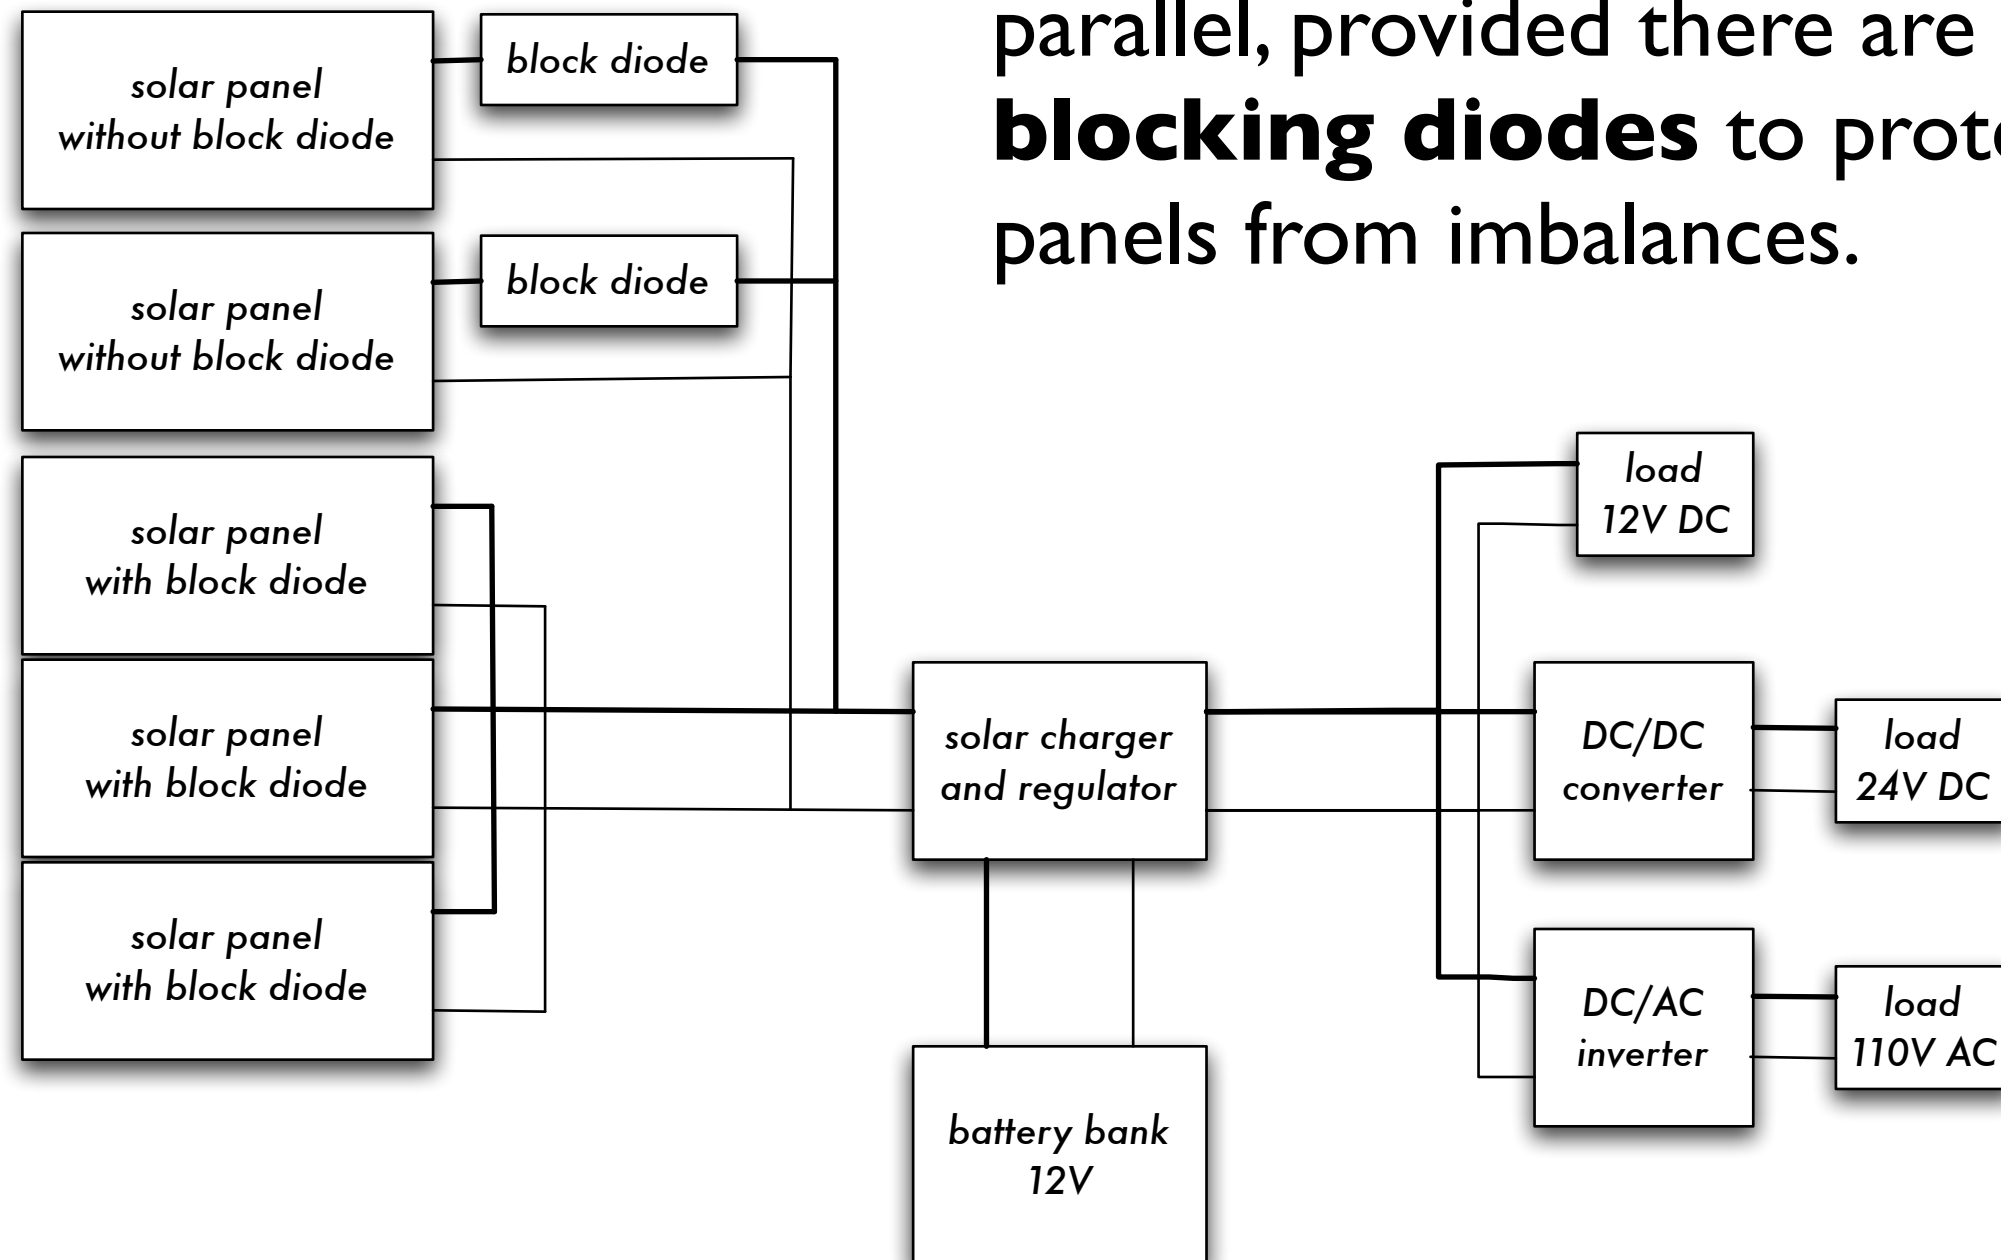 parallel, provided there are
blocking diodes to prote
panels from imbalances.
solar panel
without block diode
block diode
solar panel
without block diode
block diode
solar panel
with block diode
solar panel
with block diode
solar panel
with block diode
solar charger
and regulator
battery bank
12V
load
12V DC
DC/DC
converter
load
24V DC
DC/AC
inverter
load
110V AC